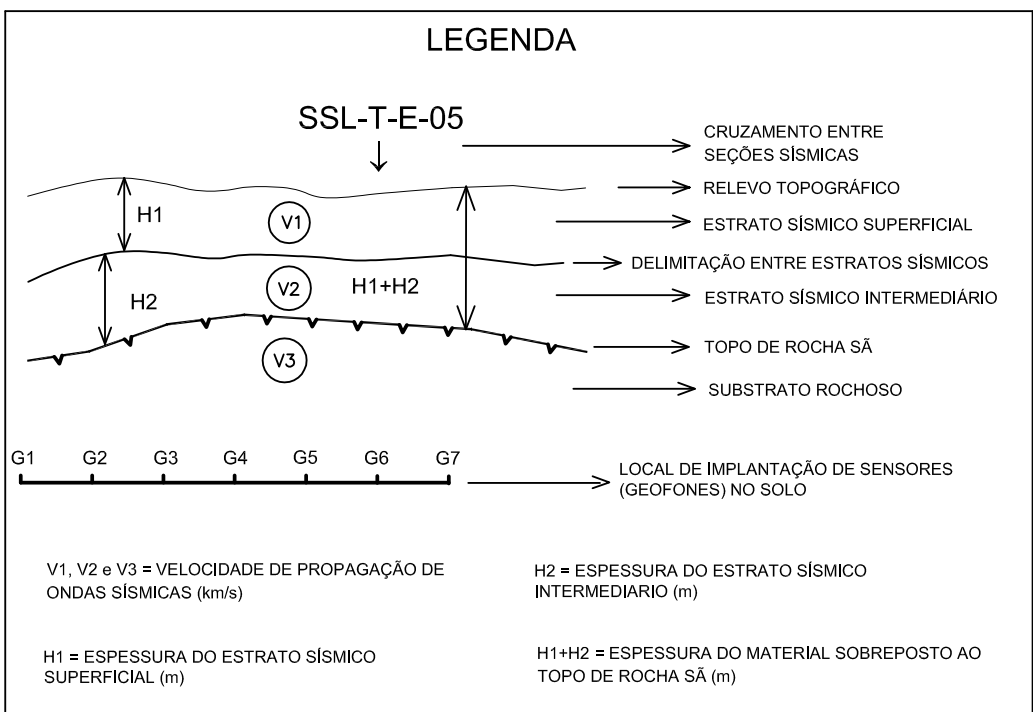 LEGENDA
SSL-T-E-05
CRUZAMENTO ENTRE
SEÇÕES SÍSMICAS
RELEVO TOPOGRÁFICO
H1
V1
ESTRATO SÍSMICO SUPERFICIAL
DELIMITAÇÃO ENTRE ESTRATOS SÍSMICOS
H2
V2
H1+H2
ESTRATO SÍSMICO INTERMEDIÁRIO
V3
TOPO DE ROCHA SÃ
SUBSTRATO ROCHOSO
G1 G2 G3 G4 G5 G6 G7
LOCAL DE IMPLANTAÇÃO DE SENSORES
(GEOFONES) NO SOLO
V1, V2 e V3 = VELOCIDADE DE PROPAGAÇÃO DE
ONDAS SÍSMICAS (km/s)
H2 = ESPESSURA DO ESTRATO SÍSMICO
INTERMEDIARIO (m)
H1 = ESPESSURA DO ESTRATO SÍSMICO
SUPERFICIAL (m)
H1+H2 = ESPESSURA DO MATERIAL SOBREPOSTO AO
TOPO DE ROCHA SÃ (m)